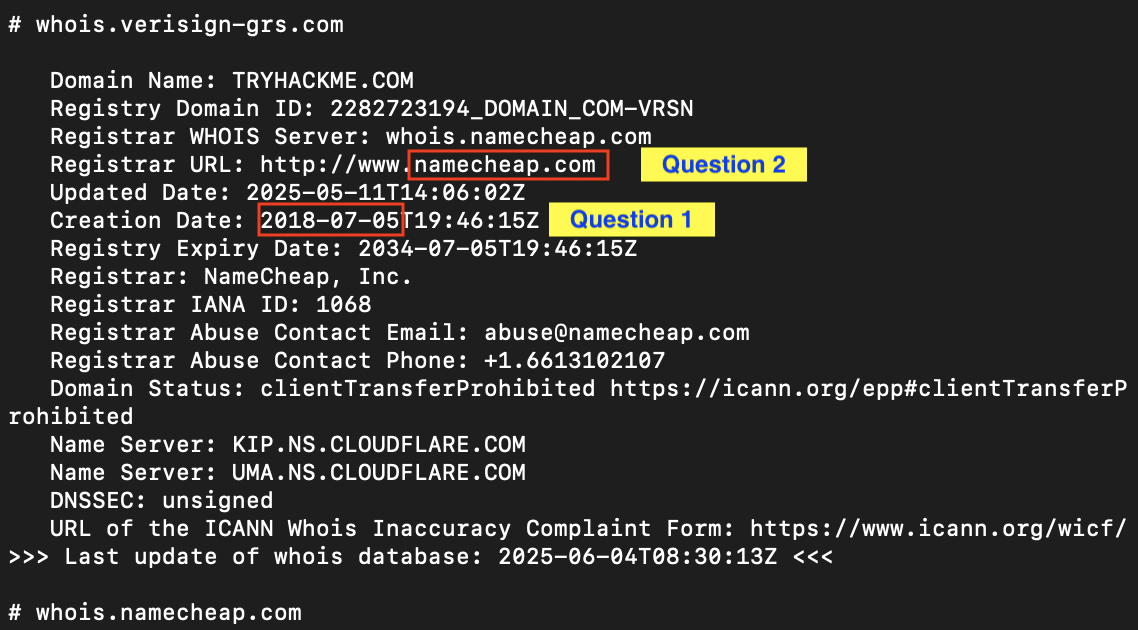 # whois.verisign-grs.com
Domain Name: TRYHACKME.COM
Registry Domain ID: 2282723194_DOMAIN_COM-VRSN
Registrar WHOIS Server: whois.namecheap.com
Registrar URL: http://www.namecheap.com Question 2
Updated Date: 2025-05-11T14:06:02Z
Creation Date: 2018-07-05T19:46:15Z Question 1
Registry Expiry Date: 2034-07-05T19:46:15Z
Registrar: NameCheap, Inc.
Registrar IANA ID: 1068
Registrar Abuse Contact Email: abuse@namecheap.com
Registrar Abuse Contact Phone: +1.6613102107
Domain Status: clientTransferProhibited https://icann.org/epp#clientTransferP
rohibited
Name Server: KIP.NS.CLOUDFLARE.COM
Name Server: UMA.NS.CLOUDFLARE.COM
DNSSEC: unsigned
URL of the ICANN Whois Inaccuracy Complaint Form: https://www.icann.org/wicf/
>>> Last update of whois database: 2025-06-04T08:30:13Z <<<
# whois.namecheap.com